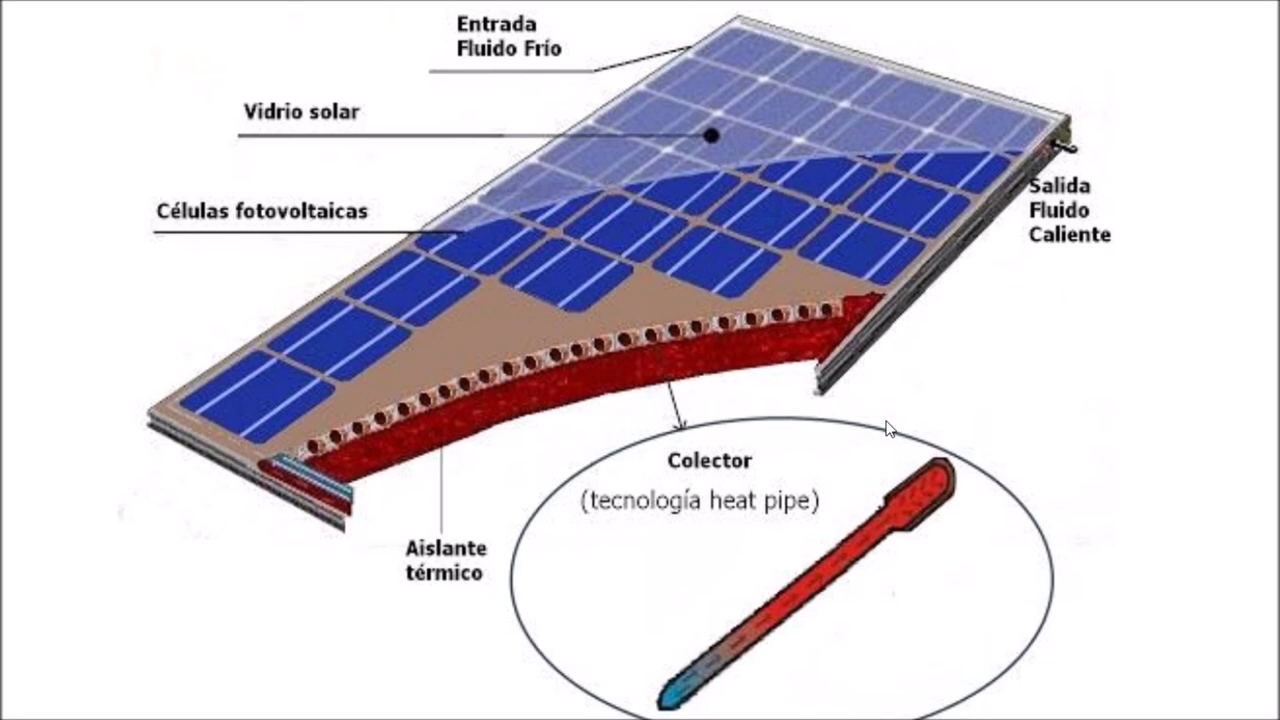 Entrada
Fluido Frío
Vidrio solar
Células fotovoltaicas
Salida
Fluido
Caliente
Colector
(tecnología heat pipe)
Aislante
térmico